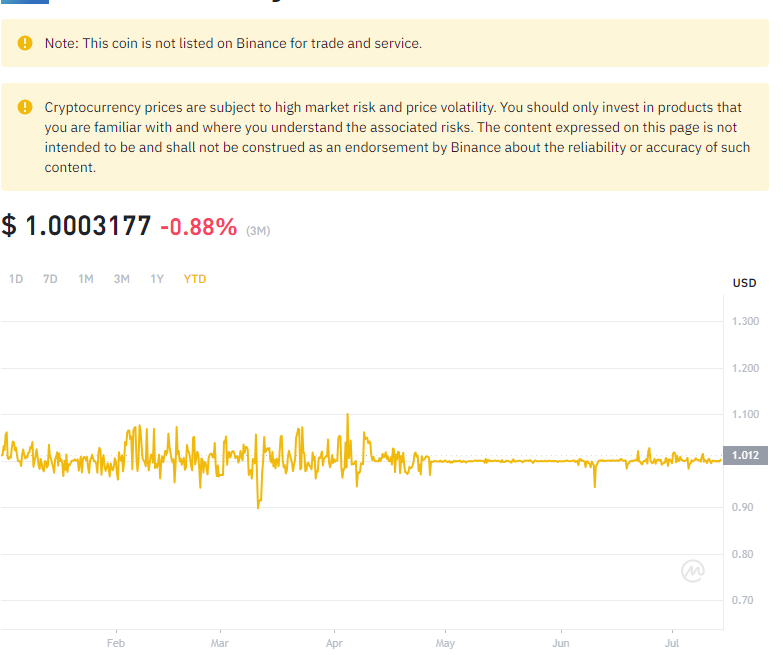 Note: This coin is not listed on Binance for trade and service.
Cryptocurrency prices are subject to high market risk and price volatility. You should only invest in products that
you are familiar with and where you understand the associated risks. The content expressed on this page is not
intended to be and shall not be construed as an endorsement by Binance about the reliability or accuracy of such
content.
$ 1.0003177 -0.88% (3M)
1D 7D 1M 3M 1Y YTD
USD
1.300
1.200
1.100
1.012
0.90
0.80
0.70
Feb Mar Apr May Jun Jul